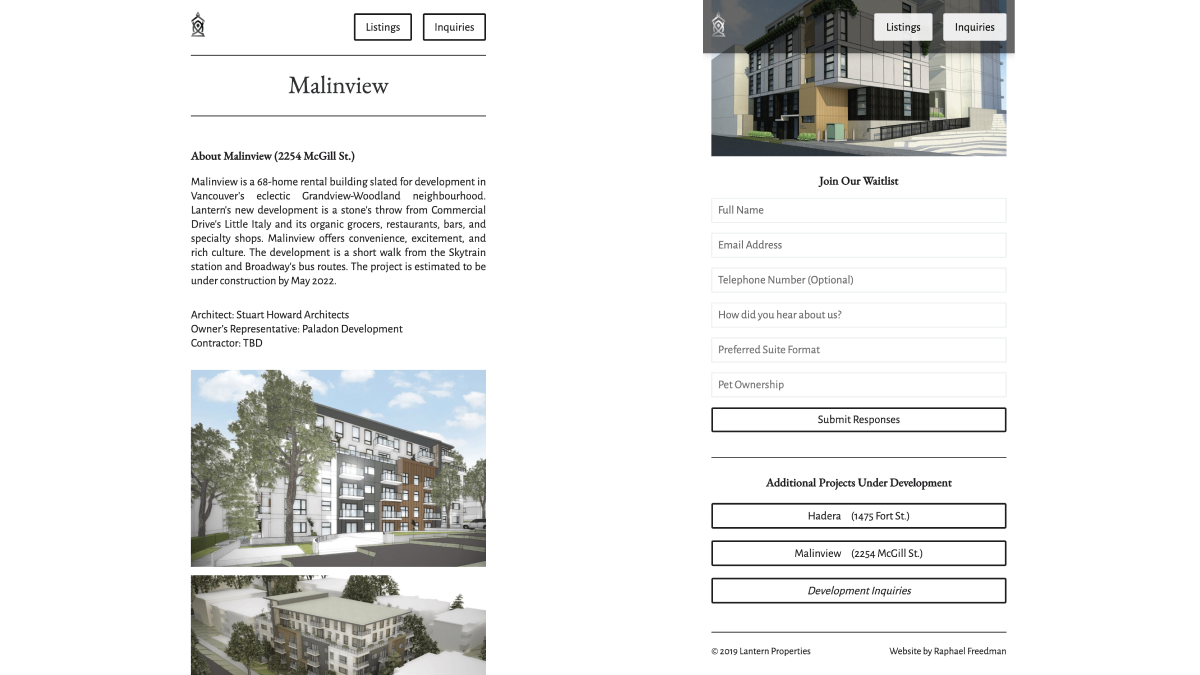 Listings
Inquiries
Malinview
About Malinview (2254 McGill St.)
Malinview is a 68-home rental building slated for development in
Vancouver's eclectic Grandview-Woodland neighbourhood.
Lantern's new development is a stone's throw from Commercial
Drive's Little Italy and its organic grocers, restaurants, bars, and
specialty shops. Malinview offers convenience, excitement, and
rich culture. The development is a short walk from the Skytrain
station and Broadway's bus routes. The project is estimated to be
under construction by May 2022.
Architect: Stuart Howard Architects
Owner's Representative: Paladon Development
Contractor: TBD
Listings
Inquiries
Join Our Waitlist
Full Name
Email Address
Telephone Number (Optional)
How did you hear about us?
Preferred Suite Format
Pet Ownership
Submit Responses
Additional Projects Under Development
Hadera (1475 Fort St.)
Malinview (2254 McGill St.)
Development Inquiries
© 2019 Lantern Properties
Website by Raphael Freedman